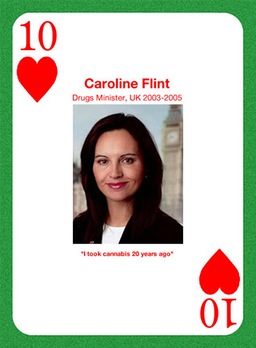 10
Caroline Flint
Drugs Minister, UK 2003-2005
"I took cannabis 20 years ago"
10